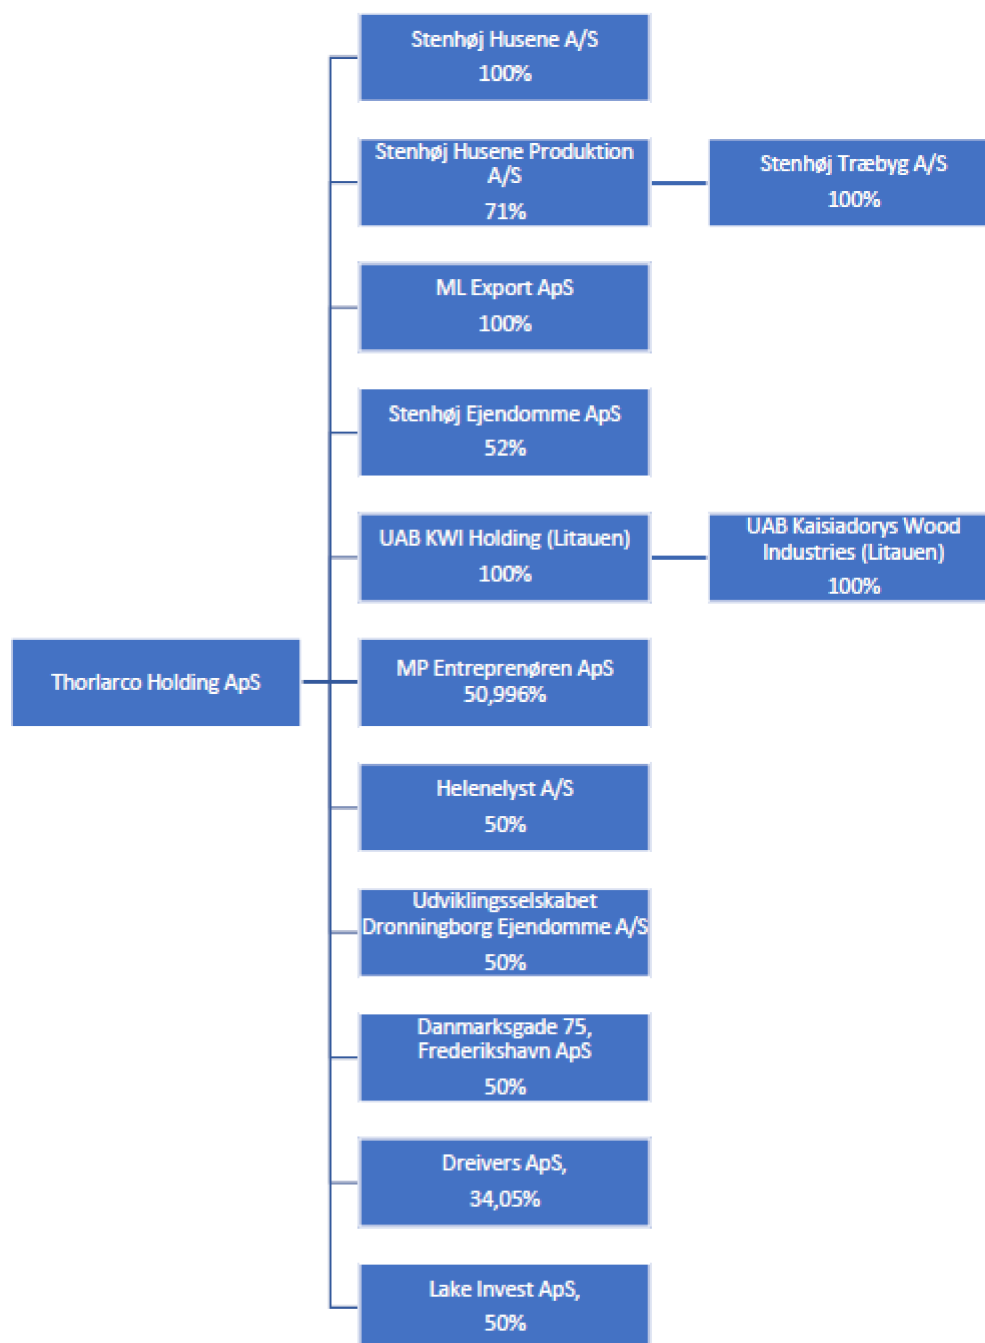 Stenhøj Husene A/S
100%
Stenhøj Husene Produktion
A/S
71%
Stenhøj Træbyg A/S
100%
ML Export ApS
100%
Stenhøj Ejendomme ApS
52%
UAB KWI Holding (Litauen)
100%
UAB Kaisiadorys Wood
Industries (Litauen)
100%
Thorlarco Holding ApS
MP Entreprenøren ApS
50,996%
Helenelyst A/S
50%
Udviklingsselskabet
Dronningborg Ejendomme A/S
50%
Danmarksgade 75,
Frederikshavn ApS
50%
Dreivers ApS,
34,05%
Lake Invest ApS,
50%